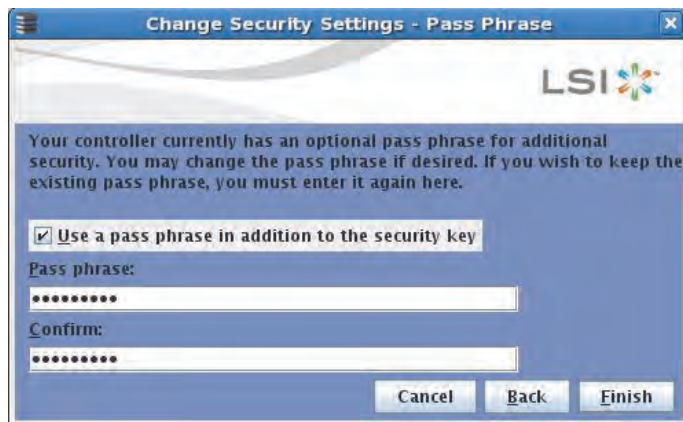 Change Security Settings - Pass Phrase
LSI
Your controller currently has an optional pass phrase for additional
security. You may change the pass phrase if desired. If you wish to keep the
existing pass phrase, you must enter it again here.
Use a pass phrase in addition to the security key
Pass phrase:
•••••••••
Confirm:
•••••••••
Cancel Back Finish